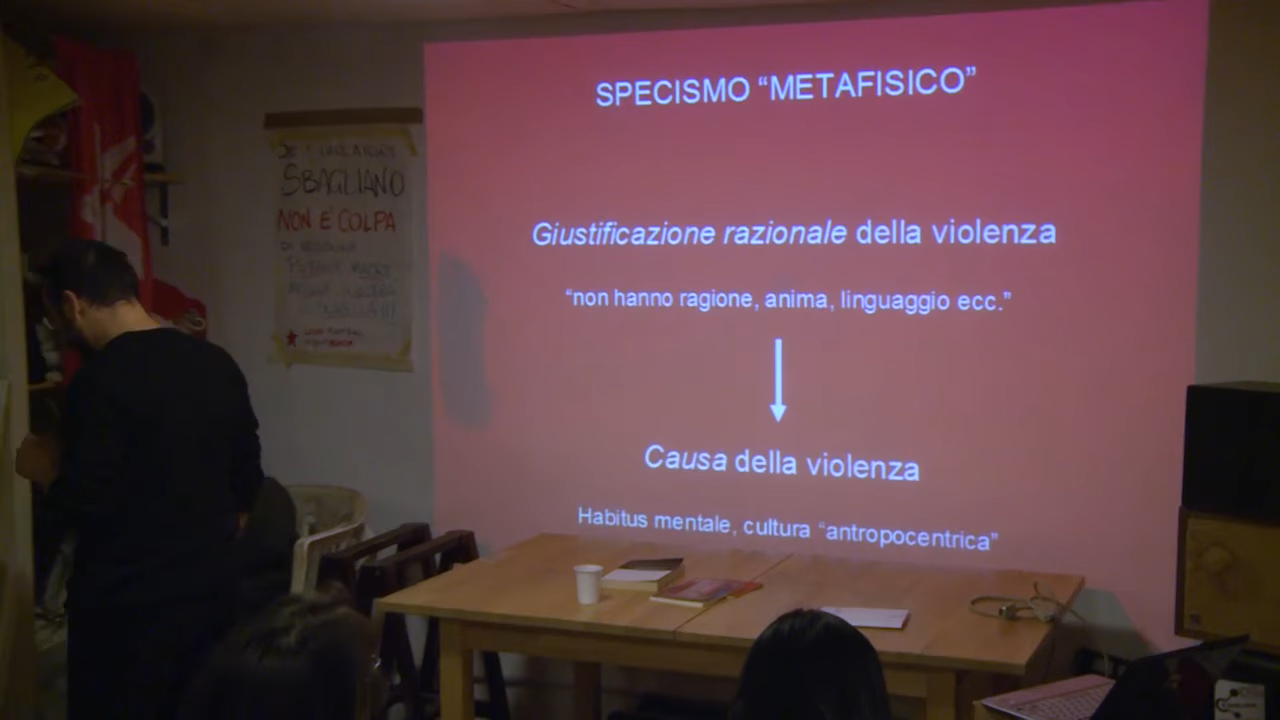 SPECISMO “METAFISICO”
Giustificazione razionale della violenza
“non hanno ragione, anima, linguaggio ecc.”
Causa della violenza
Habitus mentale, cultura “antropocentrica”
SBAGLIANO
NON E' COLPA